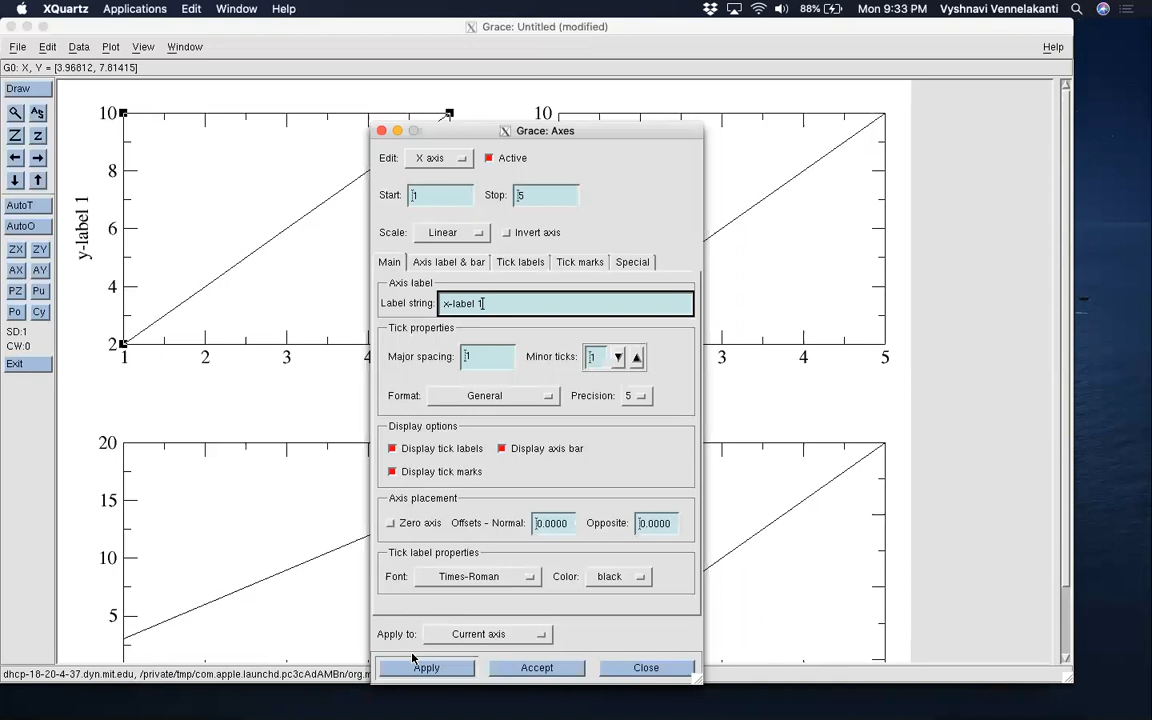 XQuartz Applications Edit Window Help 88% Mon 9:33 PM Vyshnavi Vennelakanti
Grace: Untitled (modified)
File Edit Data Plot View Window Help
G0: X, Y = [3.96812, 7.81415]
Draw
AutoT
AutoO
ZX ZY
AX AY
PZ Pu
Po Cy
SD:1
CW:0
Exit
10
8
6
4
2
y-label 1
1 2 3 4
10
3 4 5
20
15
10
5
Grace: Axes
Edit: X axis Active
Start: 1 Stop: 5
Scale: Linear Invert axis
Main Axis label & bar Tick labels Tick marks Special
Axis label
Label string: x-label 1
Tick properties
Major spacing: 1 Minor ticks: 1
Format: General Precision: 5
Display options
Display tick labels Display axis bar
Display tick marks
Axis placement
Zero axis Offsets - Normal: 0.0000 Opposite: 0.0000
Tick label properties
Font: Times-Roman Color: black
Apply to: Current axis
Apply Accept Close
dhcp-18-20-4-37.dyn.mit.edu, /private/tmp/com.apple.launchd.pc3cAdAMBn/org.m